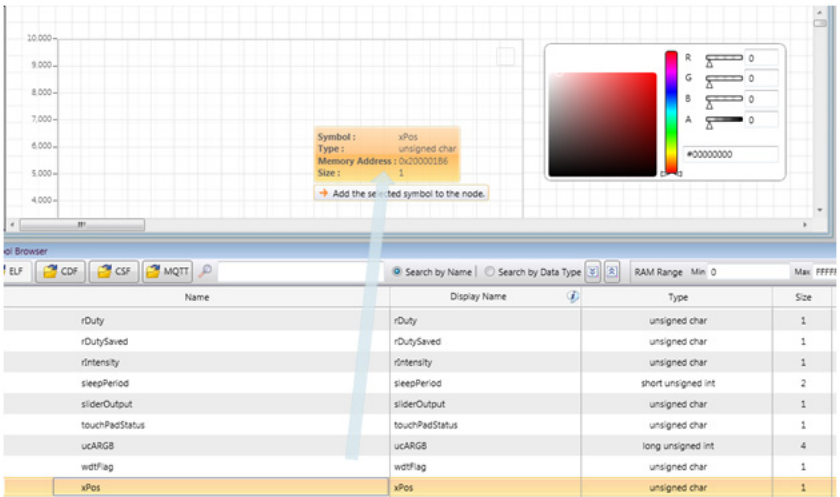 10,000
9,000
8,000
7,000
6,000
5,000
4,000
Symbol : xPos
Type : unsigned char
Memory Address : 0x200001B6
Size : 1
Add the selected symbol to the node.
R 0
G 0
B 0
A 0
#00000000
ool Browser
ELF CDF CSF MQTT Search by Name Search by Data Type RAM Range Min 0 Max FFFFF
Name Display Name Type Size
rDuty rDuty unsigned char 1
rDutySaved rDutySaved unsigned char 1
rIntensity rIntensity unsigned char 1
sleepPeriod sleepPeriod short unsigned int 2
sliderOutput sliderOutput unsigned char 1
touchPadStatus touchPadStatus unsigned char 1
ucARGB ucARGB long unsigned int 4
wdtFlag wdtFlag unsigned char 1
xPos xPos unsigned char 1